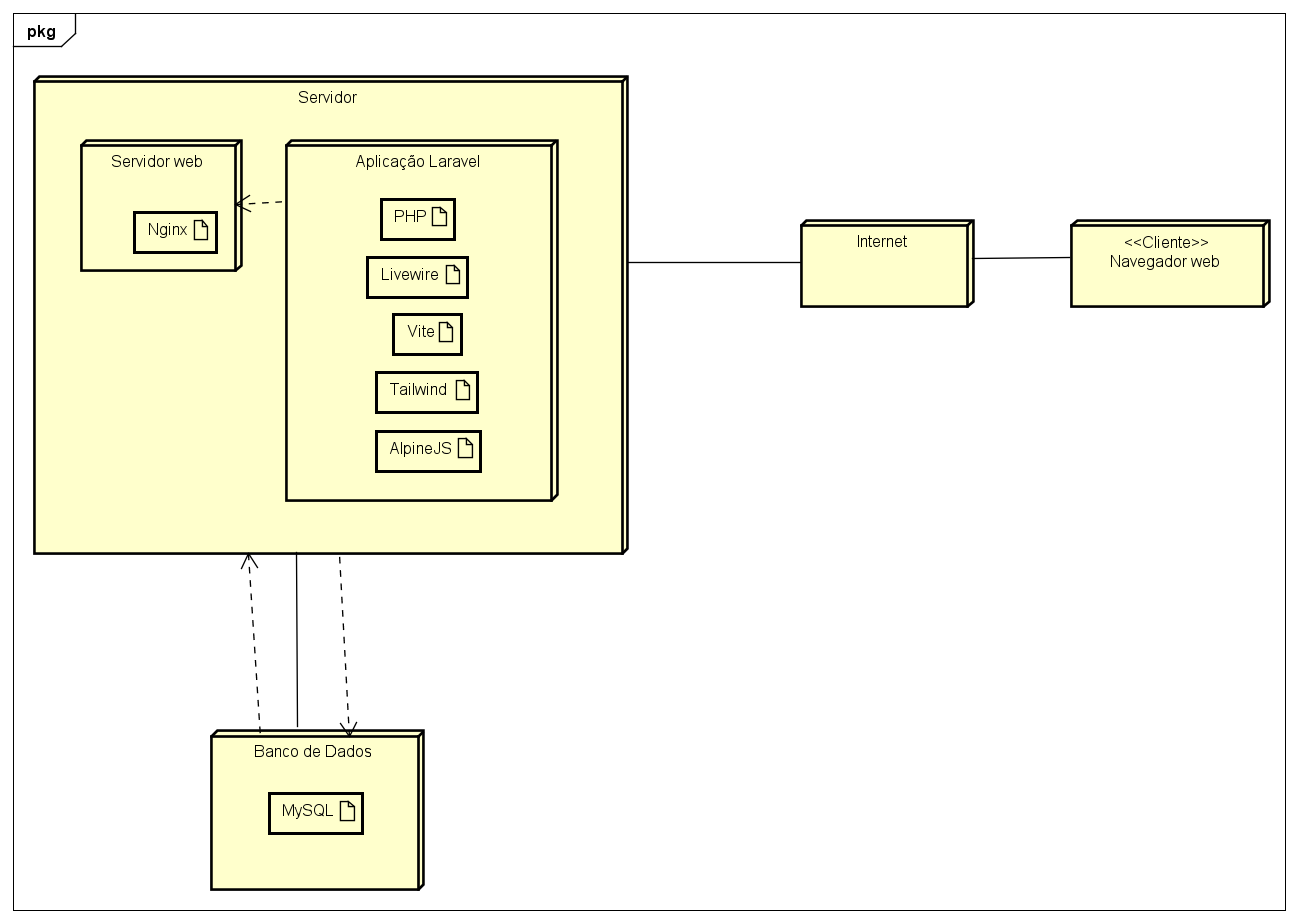 pkg
Servidor
Servidor web
Nginx
Aplicação Laravel
PHP
Livewire
Vite
Tailwind
AlpineJS
Internet
<<Cliente>>
Navegador web
Banco de Dados
MySQL